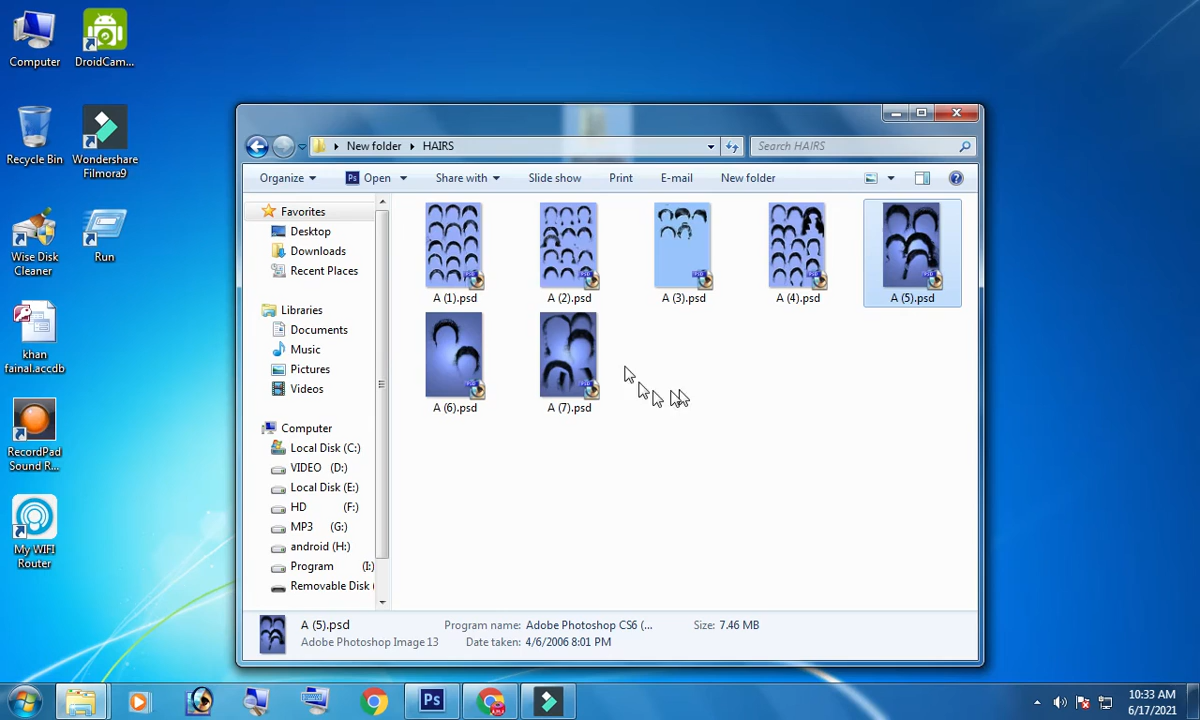 Computer
DroidCam...
Recycle Bin
Wondershare
Filmora9
Wise Disk
Cleaner
Run
khan
fainal.accdb
RecordPad
Sound R...
My WIFI
Router
New folder
HAIRS
Search HAIRS
Organize
Ps Open
Share with
Slide show
Print
E-mail
New folder
Favorites
Desktop
Downloads
Recent Places
Libraries
Documents
Music
Pictures
Videos
Computer
Local Disk (C:)
VIDEO (D:)
Local Disk (E:)
HD (F:)
MP3 (G:)
android (H:)
Program (I:)
Removable Disk (
A (1).psd
A (2).psd
A (3).psd
A (4).psd
A (5).psd
A (6).psd
A (7).psd
A (5).psd
Adobe Photoshop Image 13
Program name: Adobe Photoshop CS6 (...
Date taken: 4/6/2006 8:01 PM
Size: 7.46 MB
Ps
10:33 AM
6/17/2021